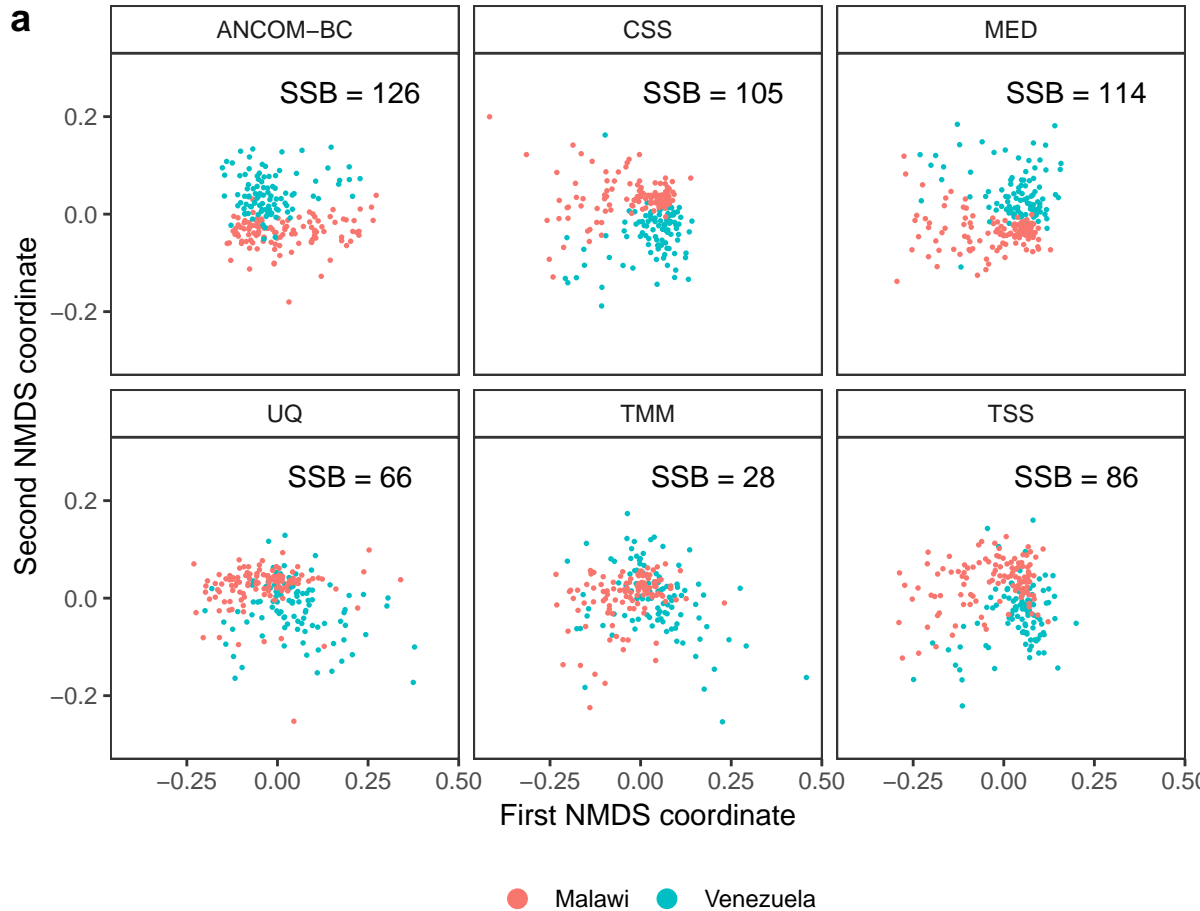 a
ANCOM−BC CSS MED
SSB = 126 SSB = 105 SSB = 114
0.2
0.0
−0.2
UQ TMM TSS
SSB = 66 SSB = 28 SSB = 86
0.2
0.0
−0.2
Second NMDS coordinate
−0.25 0.00 0.25 0.50 −0.25 0.00 0.25 0.50 −0.25 0.00 0.25 0.50
First NMDS coordinate
Malawi Venezuela